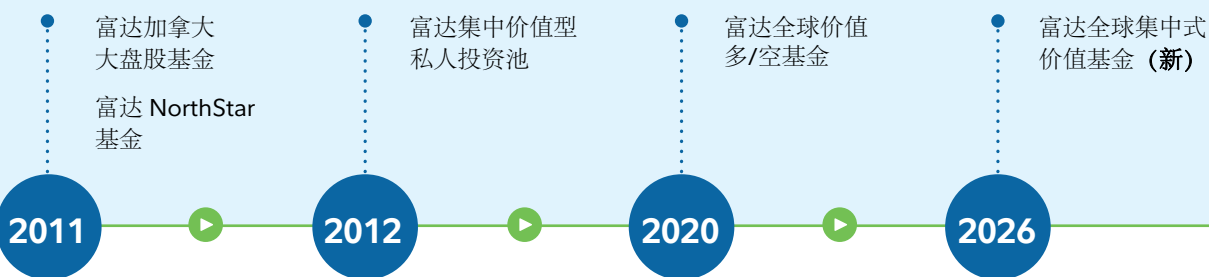 富达加拿大
大盘股基金
富达 NorthStar
基金
2011
富达集中价值型
私人投资池
2012
富达全球价值
多/空基金
2020
富达全球集中式
价值基金（新）
2026